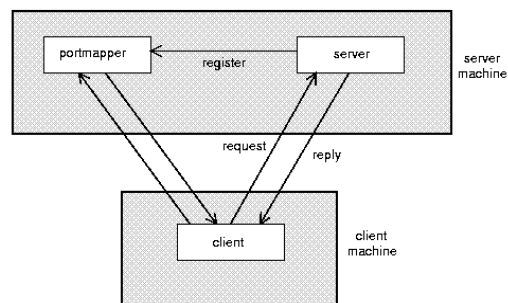 portmapper
server
register
server
machine
request
reply
client
client
machine